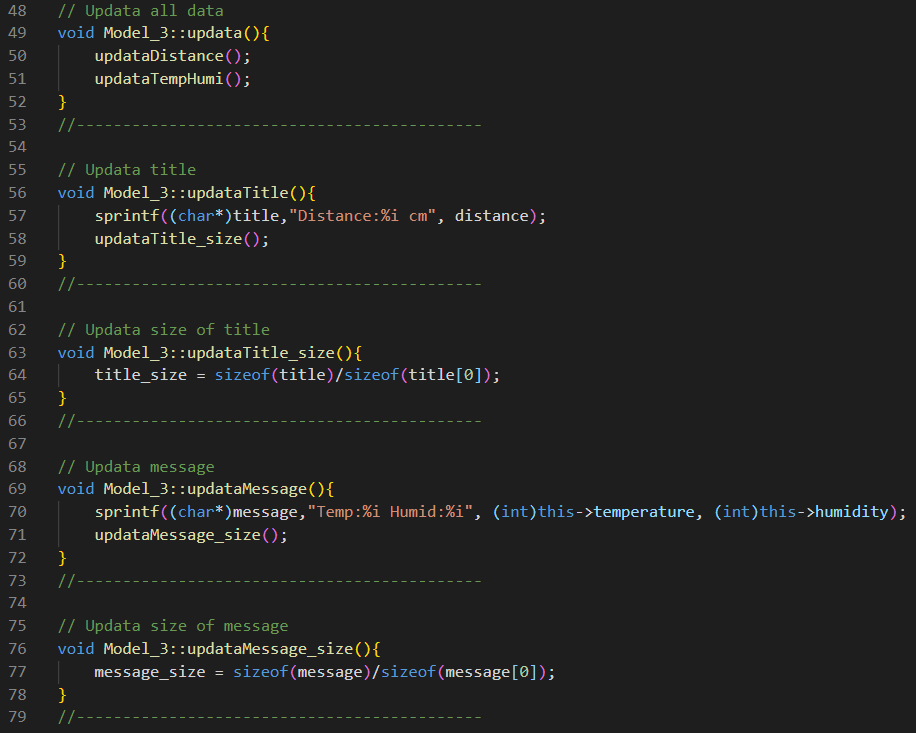 48 // Updata all data
49 void Model_3::updata(){
50 updataDistance();
51 updataTempHumi();
52 }
53 //--------------------------------------------
54
55 // Updata title
56 void Model_3::updataTitle(){
57 sprintf((char*)title,"Distance:%i cm", distance);
58 updataTitle_size();
59 }
60 //--------------------------------------------
61
62 // Updata size of title
63 void Model_3::updataTitle_size(){
64 title_size = sizeof(title)/sizeof(title[0]);
65 }
66 //--------------------------------------------
67
68 // Updata message
69 void Model_3::updataMessage(){
70 sprintf((char*)message,"Temp:%i Humid:%i", (int)this->temperature, (int)this->humidity);
71 updataMessage_size();
72 }
73 //--------------------------------------------
74
75 // Updata size of message
76 void Model_3::updataMessage_size(){
77 message_size = sizeof(message)/sizeof(message[0]);
78 }
79 //--------------------------------------------